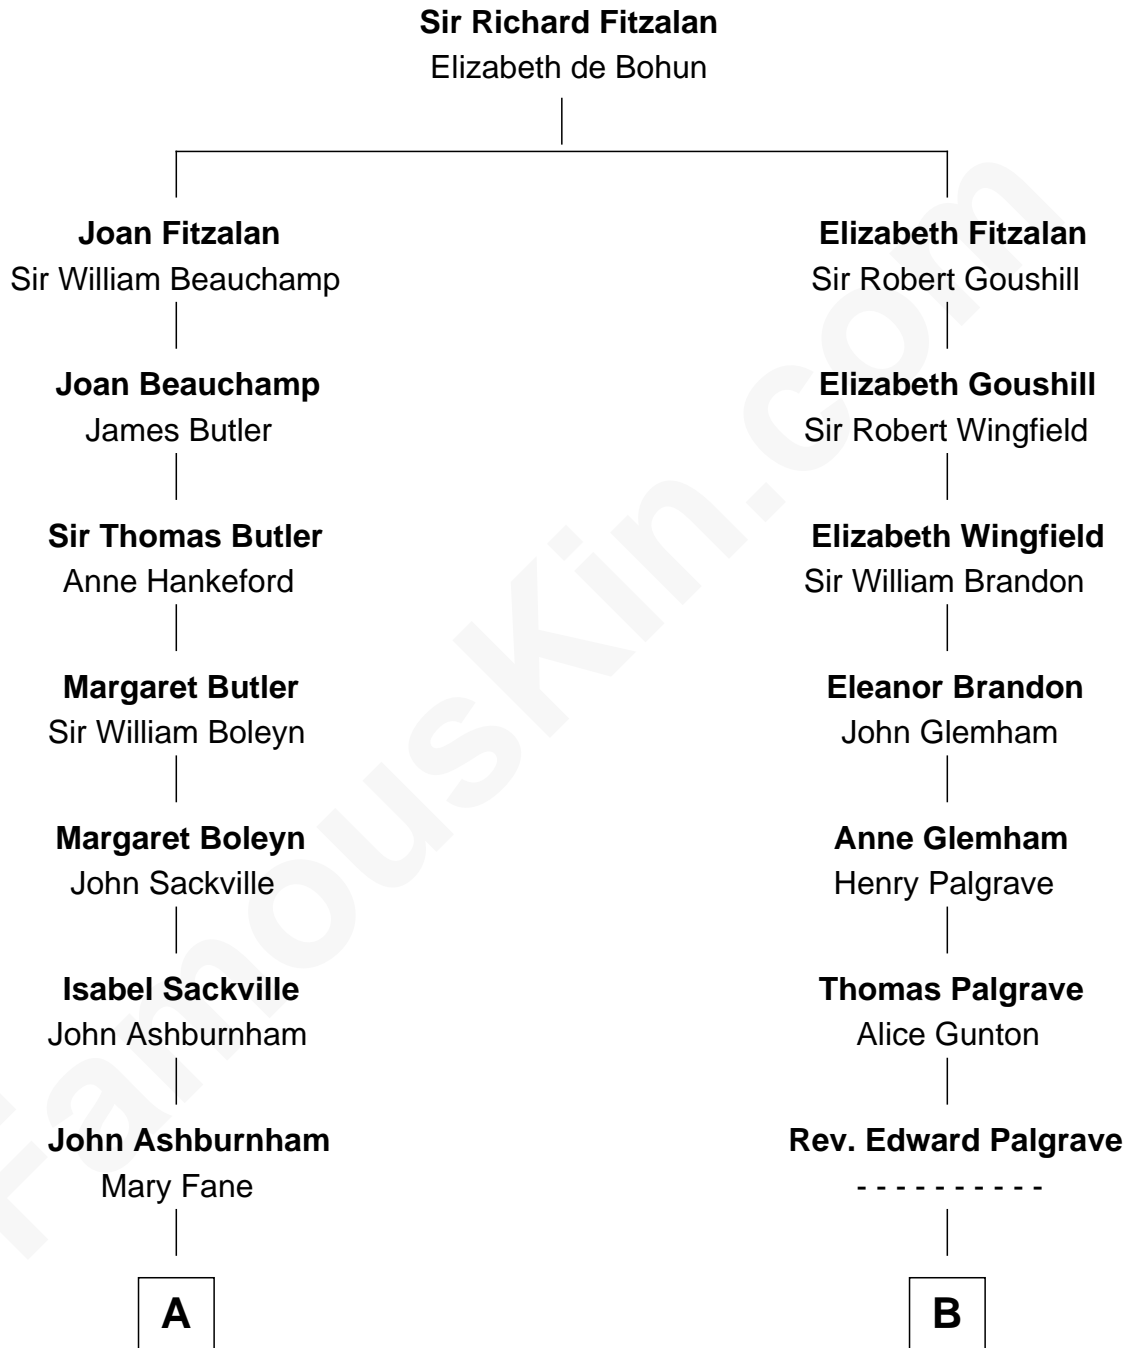 Sir Richard Fitzalan
Elizabeth de Bohun
Joan Fitzalan
Sir William Beauchamp
Elizabeth Fitzalan
Sir Robert Goushill
Joan Beauchamp
James Butler
Elizabeth Goushill
Sir Robert Wingfield
Sir Thomas Butler
Anne Hankeford
Elizabeth Wingfield
Sir William Brandon
Margaret Butler
Sir William Boleyn
Eleanor Brandon
John Glemham
Margaret Boleyn
John Sackville
Anne Glemham
Henry Palgrave
Isabel Sackville
John Ashburnham
Thomas Palgrave
Alice Gunton
John Ashburnham
Mary Fane
Rev. Edward Palgrave
- - - - - - - - - -
A
B
FamousKin.com